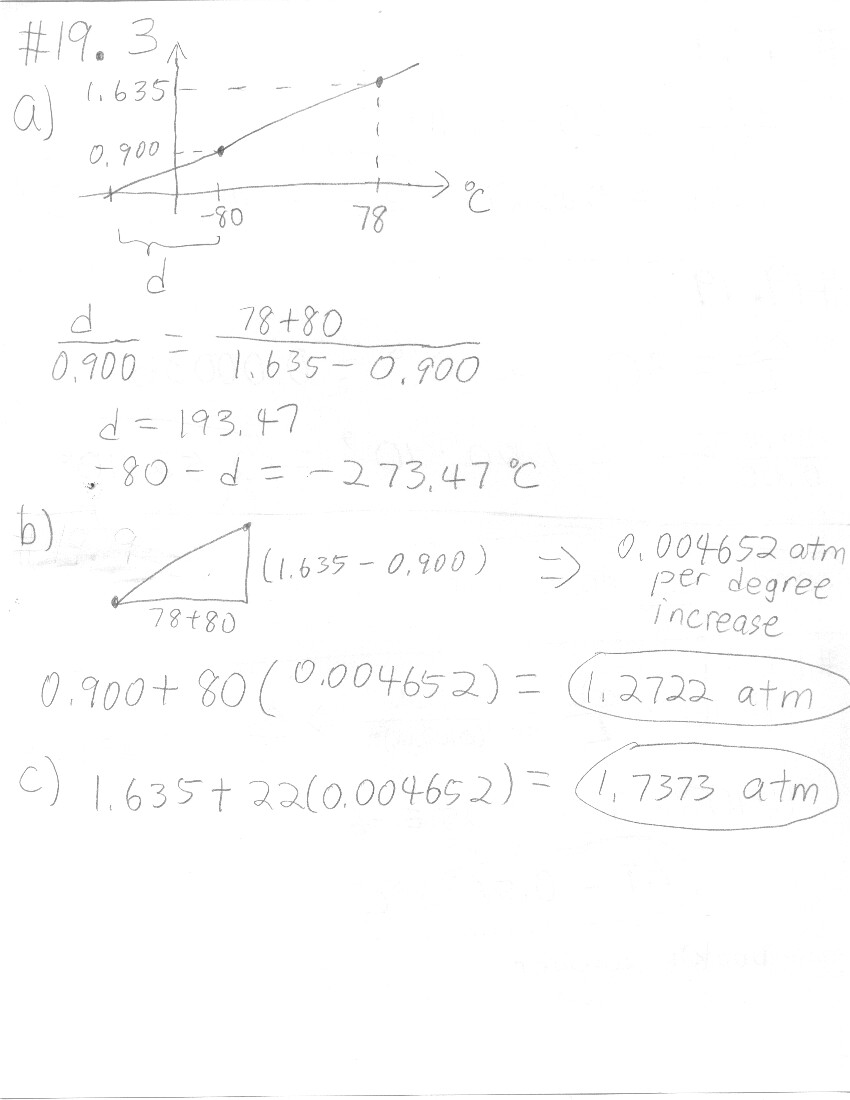 #19. 3
a)
1.635
0.900
-80
78
°C
d
d/0.900 = 78+80/1.635 - 0.900
d = 193.47
-80 - d = -273.47 °C
b)
(1.635 - 0.900)
78+80
⇒ 0.004652 atm
per degree
increase
0.900 + 80(0.004652) = 1.2722 atm
c) 1.635 + 22(0.004652) = 1.7373 atm